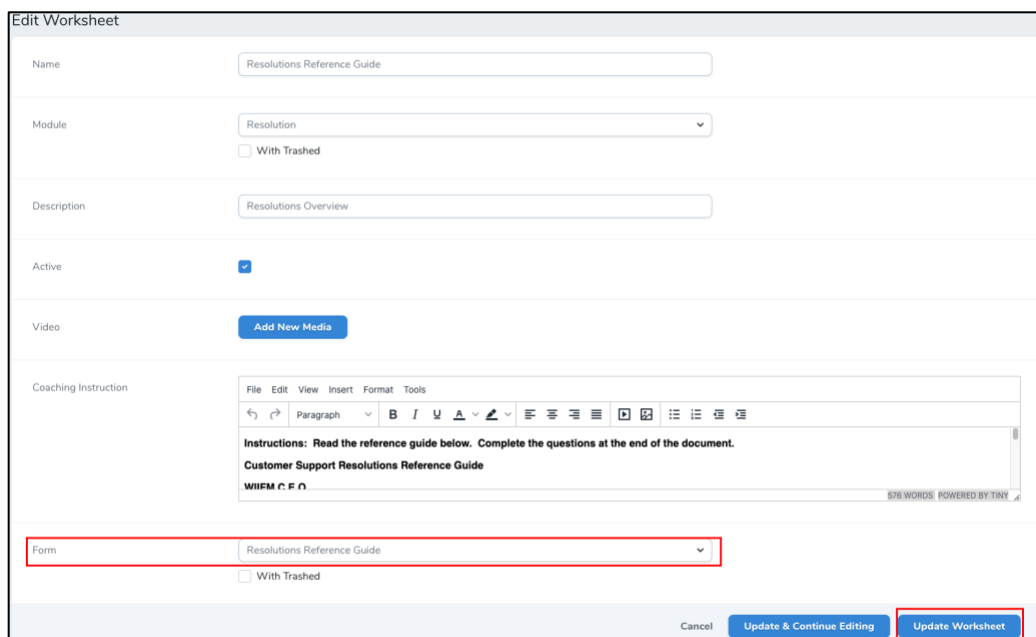 Edit Worksheet
Name
Resolutions Reference Guide
Module
Resolution
With Trashed
Description
Resolutions Overview
Active
Video
Add New Media
Coaching Instruction
File Edit View Insert Format Tools
Paragraph B I U A
Instructions: Read the reference guide below. Complete the questions at the end of the document.
Customer Support Resolutions Reference Guide
WIIFM C.E.O
576 WORDS POWERED BY TINY
Form
Resolutions Reference Guide
With Trashed
Cancel Update & Continue Editing Update Worksheet